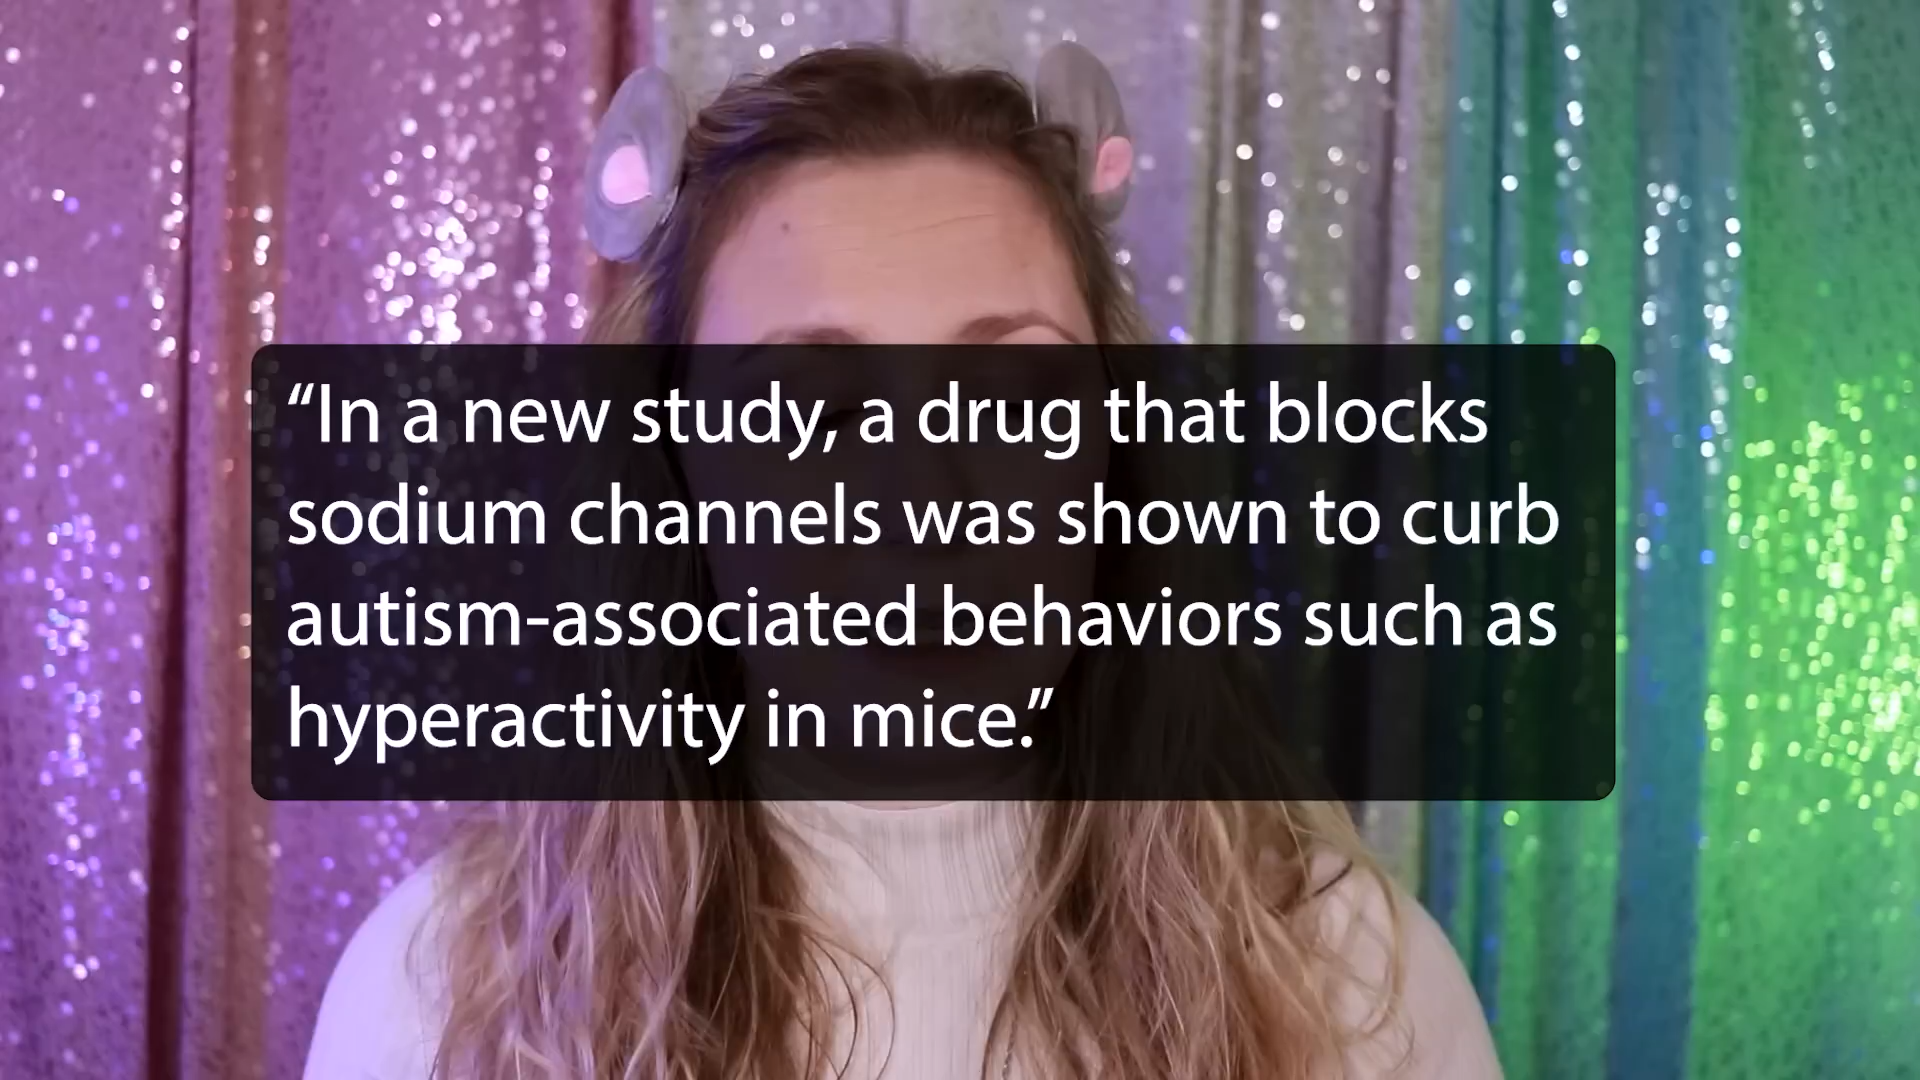 “In a new study, a drug that blocks
sodium channels was shown to curb
autism-associated behaviors such as
hyperactivity in mice.”